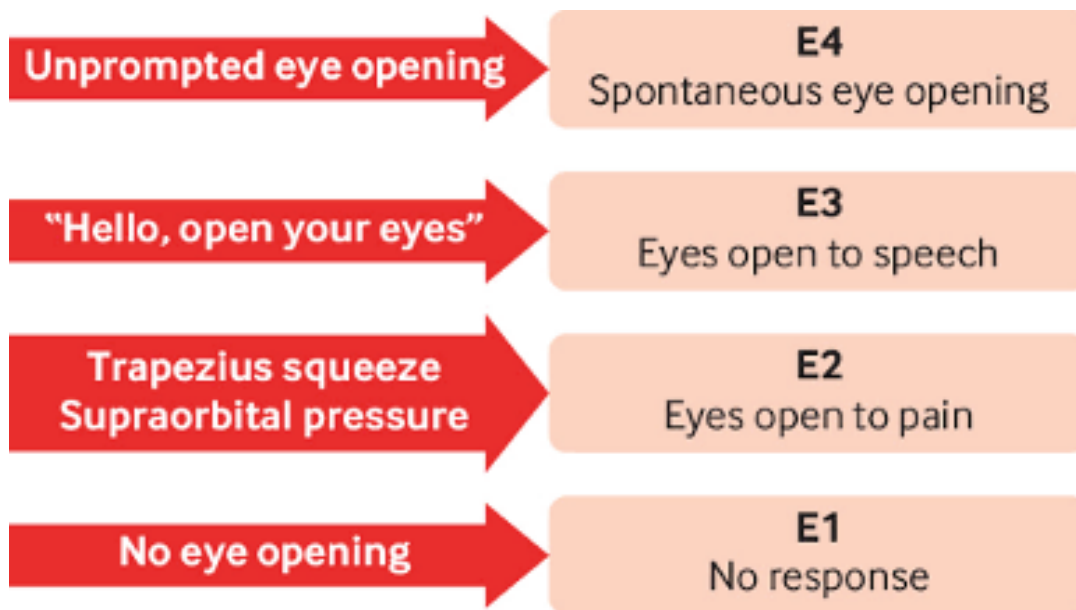 Unprompted eye opening
E4
Spontaneous eye opening
“Hello, open your eyes”
E3
Eyes open to speech
Trapezius squeeze
Supraorbital pressure
E2
Eyes open to pain
No eye opening
E1
No response